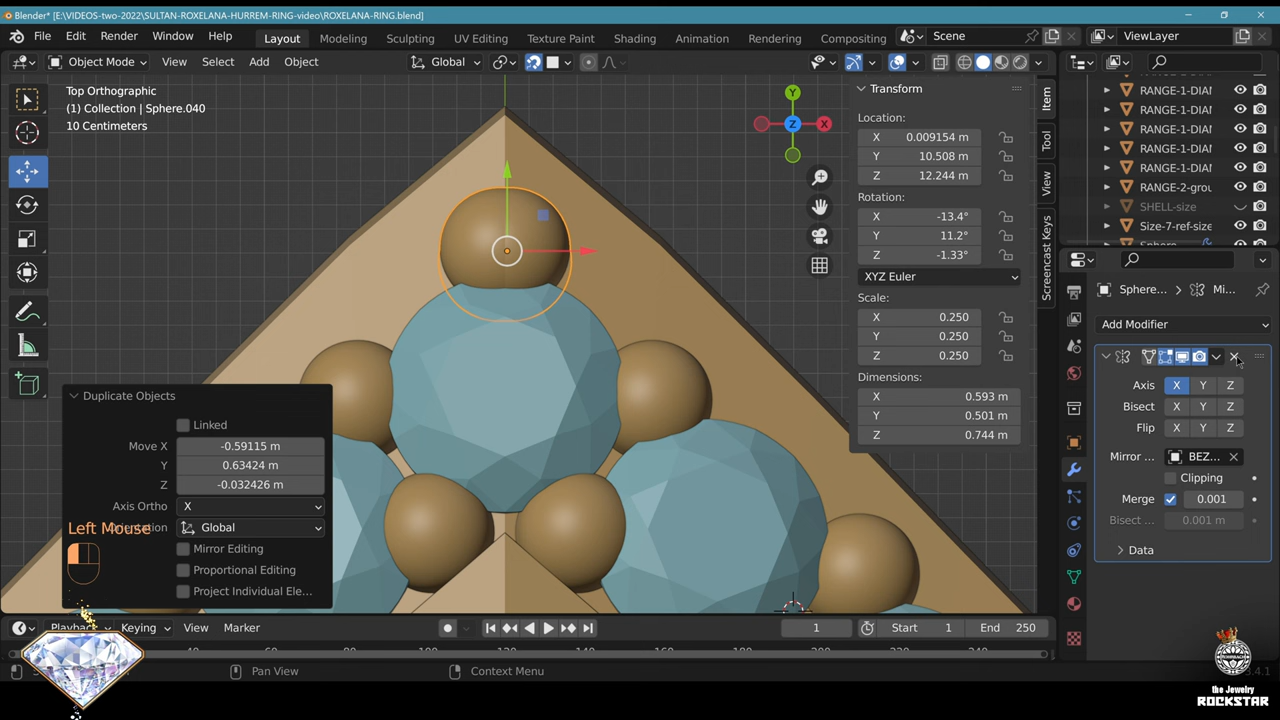 Blender* [E:\VIDEOS-two-2022\SULTAN-ROXELANA-HURREM-RING-video\ROXELANA-RING.blend]
File Edit Render Window Help Layout Modeling Sculpting UV Editing Texture Paint Shading Animation Rendering Compositing Scene ViewLayer
Object Mode View Select Add Object Global
Top Orthographic
(1) Collection | Sphere.040
10 Centimeters
Y
Z
X
Transform
Location:
X 0.009154 m
Y 10.508 m
Z 12.244 m
Rotation:
X -13.4°
Y 11.2°
Z -1.33°
XYZ Euler
Scale:
X 0.250
Y 0.250
Z 0.250
Dimensions:
X 0.593 m
Y 0.501 m
Z 0.744 m
Item
Tool
View
Screencast Keys
RANGE-1-DIAI
RANGE-1-DIAI
RANGE-1-DIAI
RANGE-1-DIAI
RANGE-1-DIAI
RANGE-2-grou
SHELL-size
Size-7-ref-size
Sphere...
Mi...
Add Modifier
Axis X Y Z
Bisect X Y Z
Flip X Y Z
Mirror ... BEZ...
Clipping
Merge 0.001
Bisect ... 0.001 m
Data
Duplicate Objects
Linked
Move X -0.59115 m
Y 0.63424 m
Z -0.032426 m
Axis Ortho X
Left Mouse
Global
Mirror Editing
Proportional Editing
Project Individual Ele...
Playback Keying View Marker 1 Start 1 End 250
Pan View Context Menu
the Jewelry
ROCKSTAR